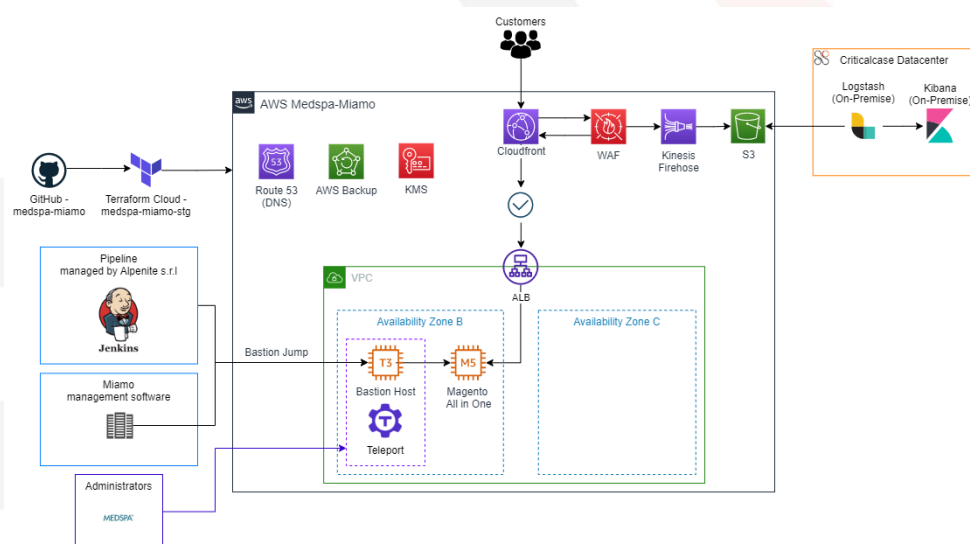 Customers
Criticalcase Datacenter
Logstash
(On-Premise)
Kibana
(On-Premise)
aws
AWS Medspa-Miamo
Cloudfront
WAF
Kinesis
Firehose
S3
53
Route 53
(DNS)
AWS Backup
KMS
GitHub -
medspa-miamo
Terraform Cloud -
medspa-miamo-stg
Pipeline
managed by Alpenite s.r.l
Jenkins
VPC
ALB
Availability Zone B
Availability Zone C
Bastion Jump
T3
M5
Bastion Host
Magento
All in One
T
Teleport
Miamo
management software
Administrators
MEDSPA